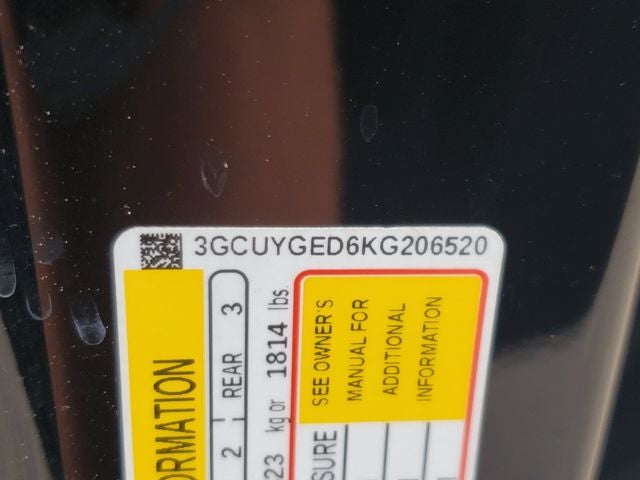 3GCUYGED6KG206520
ORMATION
2 REAR 3
23 kg or 1814 lbs.
SURE
SEE OWNER'S
MANUAL FOR
ADDITIONAL
INFORMATION